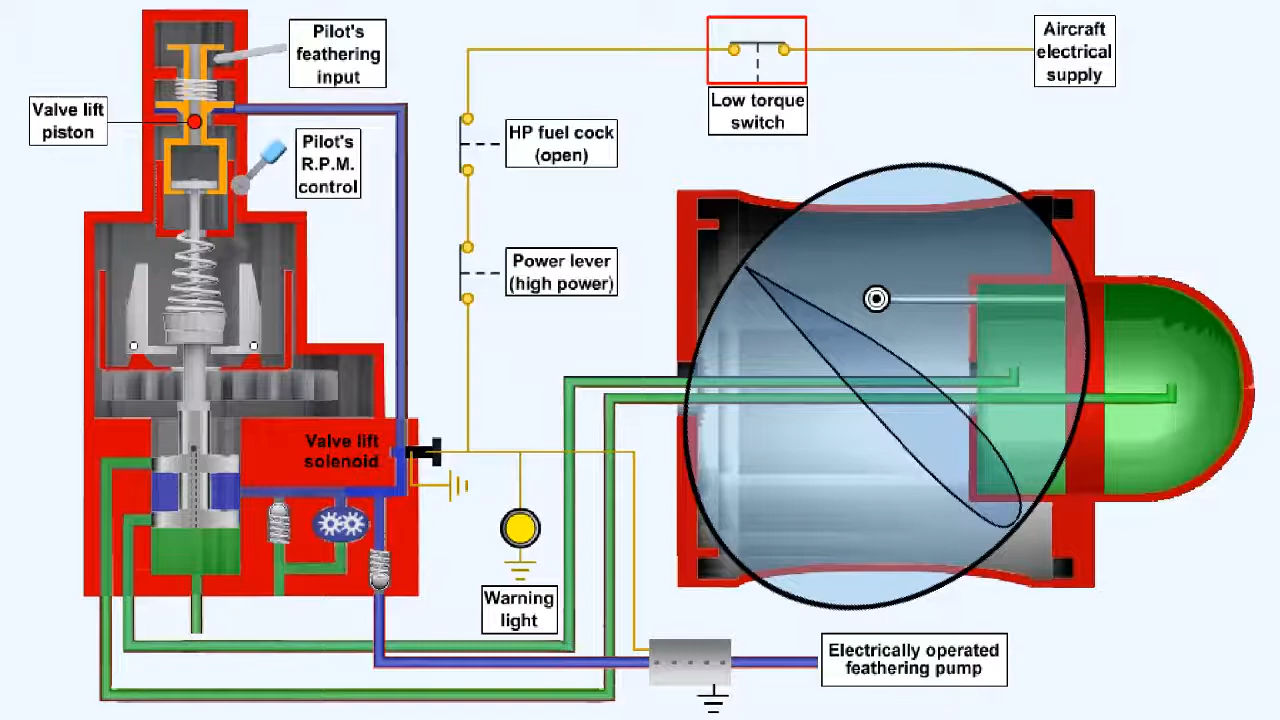 Pilot's
feathering
input
Valve lift
piston
Pilot's
R.P.M.
control
Low torque
switch
Aircraft
electrical
supply
HP fuel cock
(open)
Power lever
(high power)
Valve lift
solenoid
Warning
light
Electrically operated
feathering pump